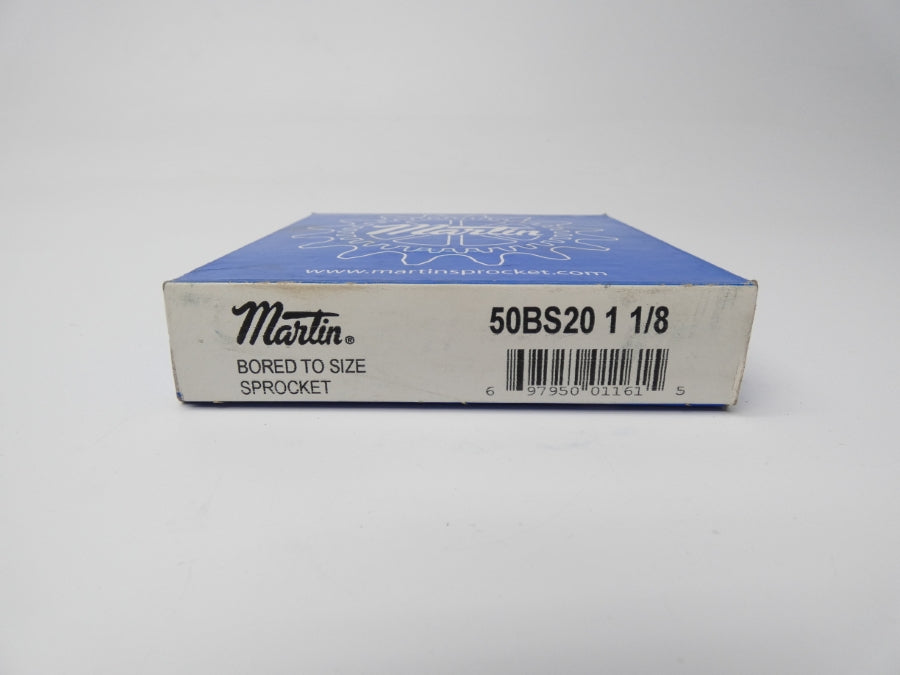 Martin
www.martinsprocket.com
Martin®
BORED TO SIZE
SPROCKET
50BS20 1 1/8
6 97950 01161 5